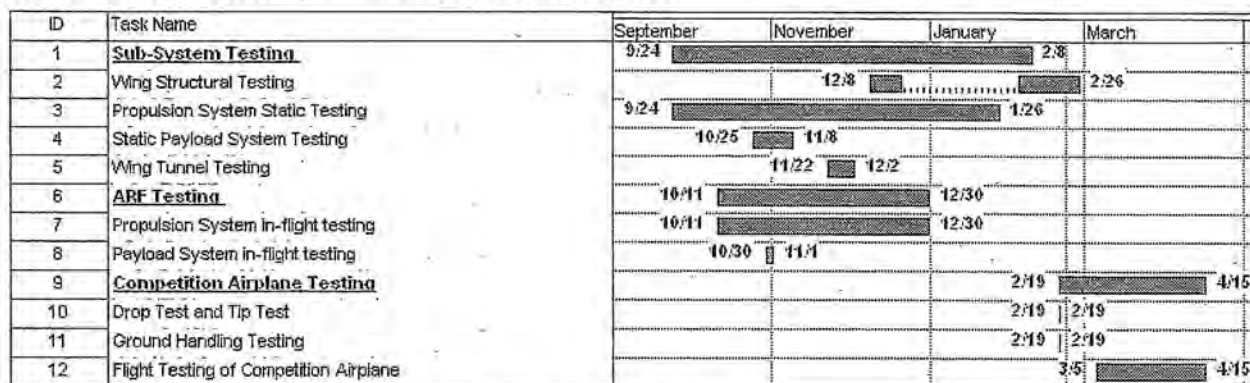 ID Task Name September November January March
1 Sub-System Testing 9/24 2/8
2 Wing Structural Testing 12/8 2/26
3 Propulsion System Static Testing 9/24 1/26
4 Static Payload System Testing 10/25 11/8
5 Wing Tunnel Testing 11/22 12/2
6 ARF Testing 10/11 12/30
7 Propulsion System in-flight testing 10/11 12/30
8 Payload System in-flight testing 10/30 11/1
9 Competition Airplane Testing 2/19 4/15
10 Drop Test and Tip Test 2/19 2/19
11 Ground Handling Testing 2/19 2/19
12 Flight Testing of Competition Airplane 3/5 4/15